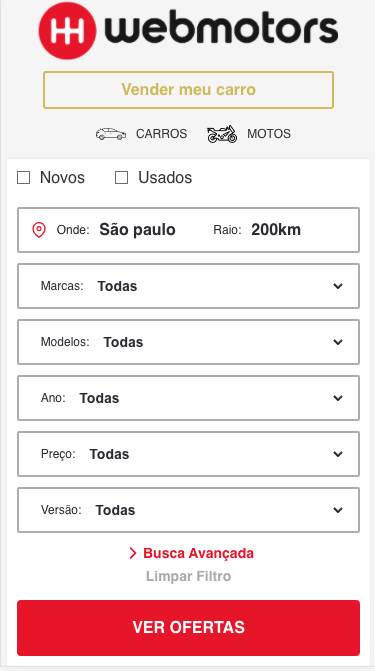 webmotors
Vender meu carro
CARROS MOTOS
Novos Usados
Onde: São paulo Raio: 200km
Marcas: Todas
Modelos: Todas
Ano: Todas
Preço: Todas
Versão: Todas
Busca Avançada
Limpar Filtro
VER OFERTAS